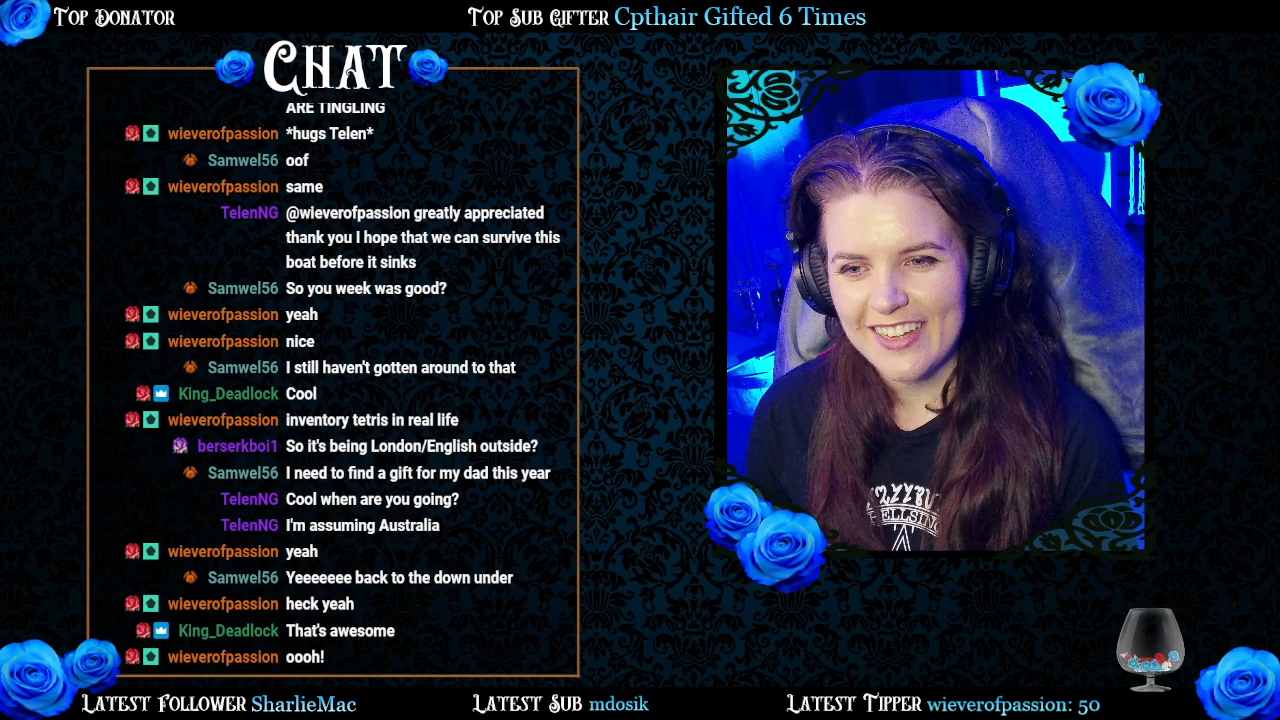 Top Donator
Top Sub Gifter Cpthair Gifted 6 Times
Chat
ARE TINGLING
wieverofpassion *hugs Telen*
Samwel56 oof
wieverofpassion same
TelenNG @wieverofpassion greatly appreciated
thank you I hope that we can survive this
boat before it sinks
Samwel56 So you week was good?
wieverofpassion yeah
wieverofpassion nice
Samwel56 I still haven't gotten around to that
King_Deadlock Cool
wieverofpassion inventory tetris in real life
berserkboi1 So it's being London/English outside?
Samwel56 I need to find a gift for my dad this year
TelenNG Cool when are you going?
TelenNG I'm assuming Australia
wieverofpassion yeah
Samwel56 Yeeeeeee back to the down under
wieverofpassion heck yeah
King_Deadlock That's awesome
wieverofpassion oooh!
HELLSING
Latest Follower SharlieMac
Latest Sub mdosik
Latest Tipper wieverofpassion: 50